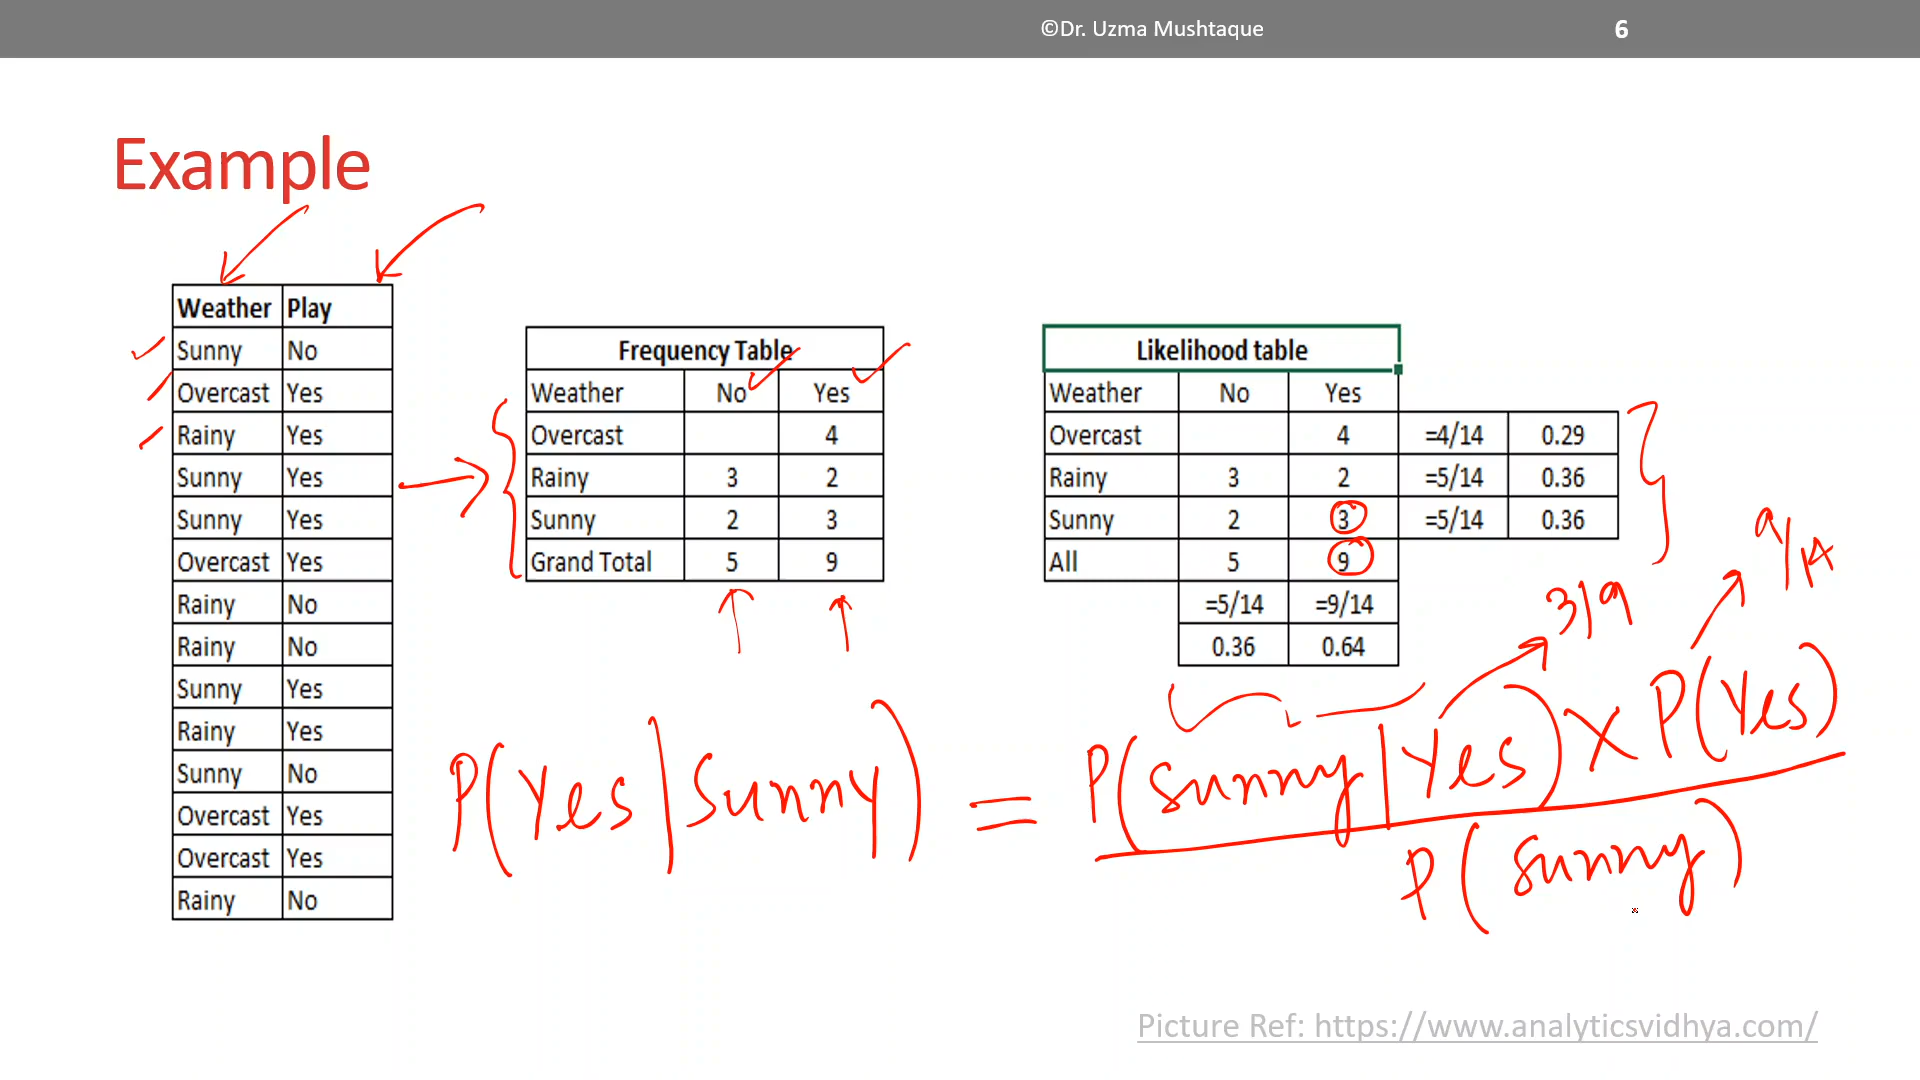 ©Dr. Uzma Mushtaque 6
Example
Weather Play
Sunny No
Overcast Yes
Rainy Yes
Sunny Yes
Sunny Yes
Overcast Yes
Rainy No
Rainy No
Sunny Yes
Rainy Yes
Sunny No
Overcast Yes
Overcast Yes
Rainy No
Frequency Table
Weather No Yes
Overcast 4
Rainy 3 2
Sunny 2 3
Grand Total 5 9
Likelihood table
Weather No Yes
Overcast 4 =4/14 0.29
Rainy 3 2 =5/14 0.36
Sunny 2 3 =5/14 0.36
All 5 9
=5/14 =9/14
0.36 0.64
3/9
9/14
P(Yes|Sunny) = P(sunny|Yes) X P(Yes)
P(sunny)
Picture Ref: https://www.analyticsvidhya.com/